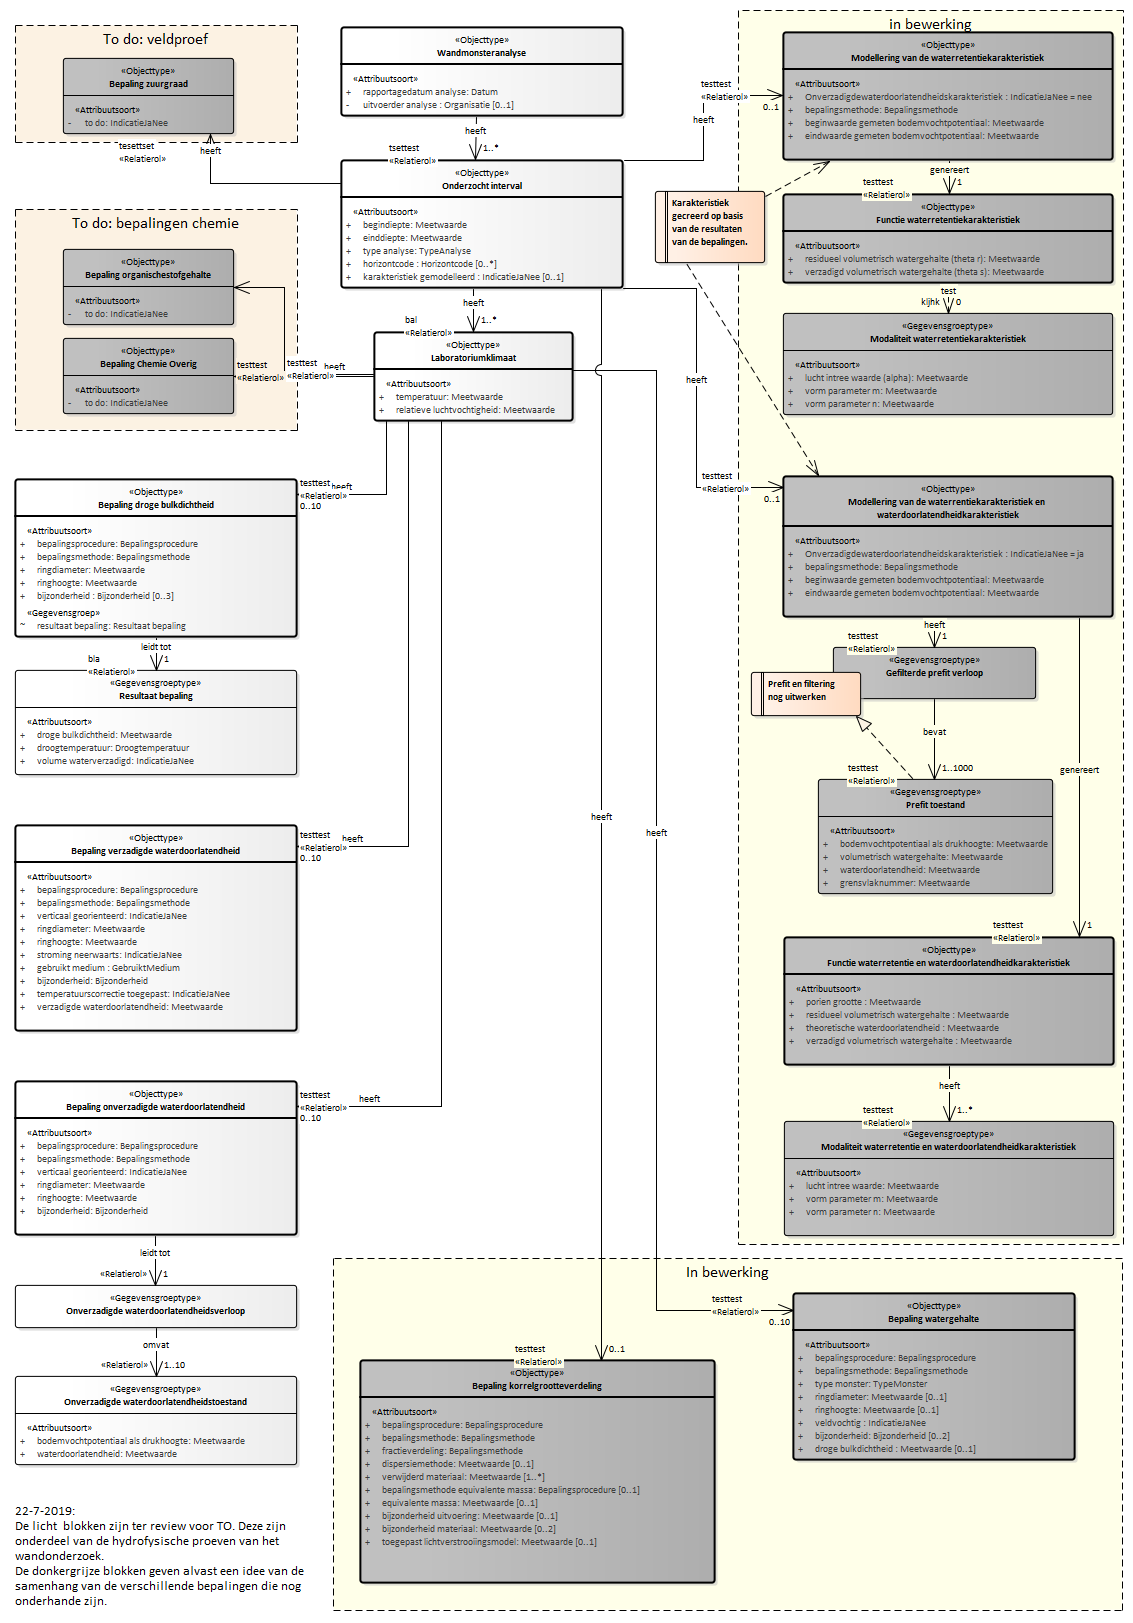 To do: veldproef
«Objecttype»
Bepaling zuurgraad
«Attribuutsoort»
- to do: IndicatieJaNee
tesettset
«Relatierol»
heeft
«Objecttype»
Wandmonsteranalyse
«Attribuutsoort»
+ rapportagedatum analyse: Datum
- uitvoerder analyse : Organisatie [0..1]
heeft
1..*
tsettest
«Relatierol»
«Objecttype»
Onderzocht interval
«Attribuutsoort»
+ begindiepte: Meetwaarde
+ einddiepte: Meetwaarde
+ type analyse: TypeAnalyse
+ horizontcode : Horizontcode [0..*]
+ karakteristiek gemodelleerd : IndicatieJaNee [0..1]
heeft
1..*
bal
«Relatierol»
«Objecttype»
Laboratoriumklimaat
«Attribuutsoort»
+ temperatuur: Meetwaarde
+ relatieve luchtvochtigheid: Meetwaarde
To do: bepalingen chemie
«Objecttype»
Bepaling organischestofgehalte
«Attribuutsoort»
- to do: IndicatieJaNee
«Objecttype»
Bepaling Chemie Overig
«Attribuutsoort»
- to do: IndicatieJaNee
testtest
«Relatierol»
testtest
«Relatierol»
heeft
«Objecttype»
Bepaling droge bulkdichtheid
«Attribuutsoort»
+ bepalingsprocedure: Bepalingsprocedure
+ bepalingsmethode: Bepalingsmethode
+ ringdiameter: Meetwaarde
+ ringhoogte: Meetwaarde
+ bijzonderheid : Bijzonderheid [0..3]
«Gegevensgroep»
~ resultaat bepaling: Resultaat bepaling
testtest
«Relatierol»
0..10
heeft
leidt tot
1
bla
«Relatierol»
«Gegevensgroeptype»
Resultaat bepaling
«Attribuutsoort»
+ droge bulkdichtheid: Meetwaarde
+ droogtemperatuur: Droogtemperatuur
+ volume waterverzadigd: IndicatieJaNee
«Objecttype»
Bepaling verzadigde waterdoorlatendheid
«Attribuutsoort»
+ bepalingsprocedure: Bepalingsprocedure
+ bepalingsmethode: Bepalingsmethode
+ verticaal georienteerd: IndicatieJaNee
+ ringdiameter: Meetwaarde
+ ringhoogte: Meetwaarde
+ stroming neerwaarts: IndicatieJaNee
+ gebruikt medium : GebruiktMedium
+ bijzonderheid: Bijzonderheid
+ temperatuurscorrectie toegepast: IndicatieJaNee
+ verzadigde waterdoorlatendheid: Meetwaarde
testtest
«Relatierol»
0..10
heeft
«Objecttype»
Bepaling onverzadigde waterdoorlatendheid
«Attribuutsoort»
+ bepalingsprocedure: Bepalingsprocedure
+ bepalingsmethode: Bepalingsmethode
+ verticaal georienteerd: IndicatieJaNee
+ ringdiameter: Meetwaarde
+ ringhoogte: Meetwaarde
+ bijzonderheid: Bijzonderheid
testtest
«Relatierol»
0..10
heeft
leidt tot
«Relatierol»
1
«Gegevensgroeptype»
Onverzadigde waterdoorlatendheidsverloop
omvat
«Relatierol»
1..10
«Gegevensgroeptype»
Onverzadigde waterdoorlatendheidstoestand
«Attribuutsoort»
+ bodemvochtpotentiaal als drukhoogte: Meetwaarde
+ waterdoorlatendheid: Meetwaarde
22-7-2019:
De licht blokken zijn ter review voor TO. Deze zijn
onderdeel van de hydrofysische proeven van het
wandonderzoek.
De donkergrijze blokken geven alvast een idee van de
samenhang van de verschillende bepalingen die nog
onderhande zijn.
in bewerking
testtest
«Relatierol»
0..1
heeft
«Objecttype»
Modellering van de waterretentiekarakteristiek
«Attribuutsoort»
+ Onverzadigdewaterdoorlatendheidskarakteristiek : IndicatieJaNee = nee
+ bepalingsmethode: Bepalingsmethode
+ beginwaarde gemeten bodemvochtpotentiaal: Meetwaarde
+ eindwaarde gemeten bodemvochtpotentiaal: Meetwaarde
genereert
1
testtest
«Relatierol»
«Objecttype»
Functie waterretentiekarakteristiek
«Attribuutsoort»
+ residueel volumetrisch watergehalte (theta r): Meetwaarde
+ verzadigd volumetrisch watergehalte (theta s): Meetwaarde
Karakteristiek
gecreerd op basis
van de resultaten
van de bepalingen.
test
kljhk
0
«Gegevensgroeptype»
Modaliteit waterretentiekarakteristiek
«Attribuutsoort»
+ lucht intree waarde (alpha): Meetwaarde
+ vorm parameter m: Meetwaarde
+ vorm parameter n: Meetwaarde
heeft
testtest
«Relatierol»
0..1
«Objecttype»
Modellering van de waterrentiekarakteristiek en
waterdoorlatendheidkarakteristiek
«Attribuutsoort»
+ Onverzadigdewaterdoorlatendheidskarakteristiek : IndicatieJaNee = ja
+ bepalingsmethode: Bepalingsmethode
+ beginwaarde gemeten bodemvochtpotentiaal: Meetwaarde
+ eindwaarde gemeten bodemvochtpotentiaal: Meetwaarde
heeft
testtest
1
«Relatierol»
«Gegevensgroeptype»
Gefilterde prefit verloop
Prefit en filtering
nog uitwerken
bevat
testtest
1..1000
«Relatierol»
«Gegevensgroeptype»
Prefit toestand
«Attribuutsoort»
+ bodemvochtpotentiaal als drukhoogte: Meetwaarde
+ volumetrisch watergehalte: Meetwaarde
+ waterdoorlatendheid: Meetwaarde
+ grensvlaknummer: Meetwaarde
genereert
testtest
1
«Relatierol»
«Objecttype»
Functie waterretentie en waterdoorlatendheidkarakteristiek
«Attribuutsoort»
+ porien grootte : Meetwaarde
+ residueel volumetrisch watergehalte : Meetwaarde
+ theoretische waterdoorlatendheid : Meetwaarde
+ verzadigd volumetrisch watergehalte : Meetwaarde
heeft
testtest
1..*
«Relatierol»
«Gegevensgroeptype»
Modaliteit waterretentie en waterdoorlatendheidkarakteristiek
«Attribuutsoort»
+ lucht intree waarde: Meetwaarde
+ vorm parameter m: Meetwaarde
+ vorm parameter n: Meetwaarde
heeft
heeft
In bewerking
testtest
«Relatierol»
0..10
«Objecttype»
Bepaling watergehalte
«Attribuutsoort»
+ bepalingsprocedure: Bepalingsprocedure
+ bepalingsmethode: Bepalingsmethode
+ type monster: TypeMonster
+ ringdiameter: Meetwaarde [0..1]
+ ringhoogte: Meetwaarde [0..1]
+ veldvochtig : IndicatieJaNee
+ bijzonderheid: Bijzonderheid [0..2]
+ droge bulkdichtheid : Meetwaarde [0..1]
testtest
0..1
«Relatierol»
«Objecttype»
Bepaling korrelgrootteverdeling
«Attribuutsoort»
+ bepalingsprocedure: Bepalingsprocedure
+ bepalingsmethode: Bepalingsmethode
+ fractieverdeling: Bepalingsmethode
+ dispersiemethode: Meetwaarde [0..1]
+ verwijderd materiaal: Meetwaarde [1..*]
+ bepalingsmethode equivalente massa: Bepalingsprocedure [0..1]
+ equivalente massa: Meetwaarde [0..1]
+ bijzonderheid uitvoering: Meetwaarde [0..1]
+ bijzonderheid materiaal: Meetwaarde [0..2]
+ toegepast lichtverstrooiingsmodel: Meetwaarde [0..1]